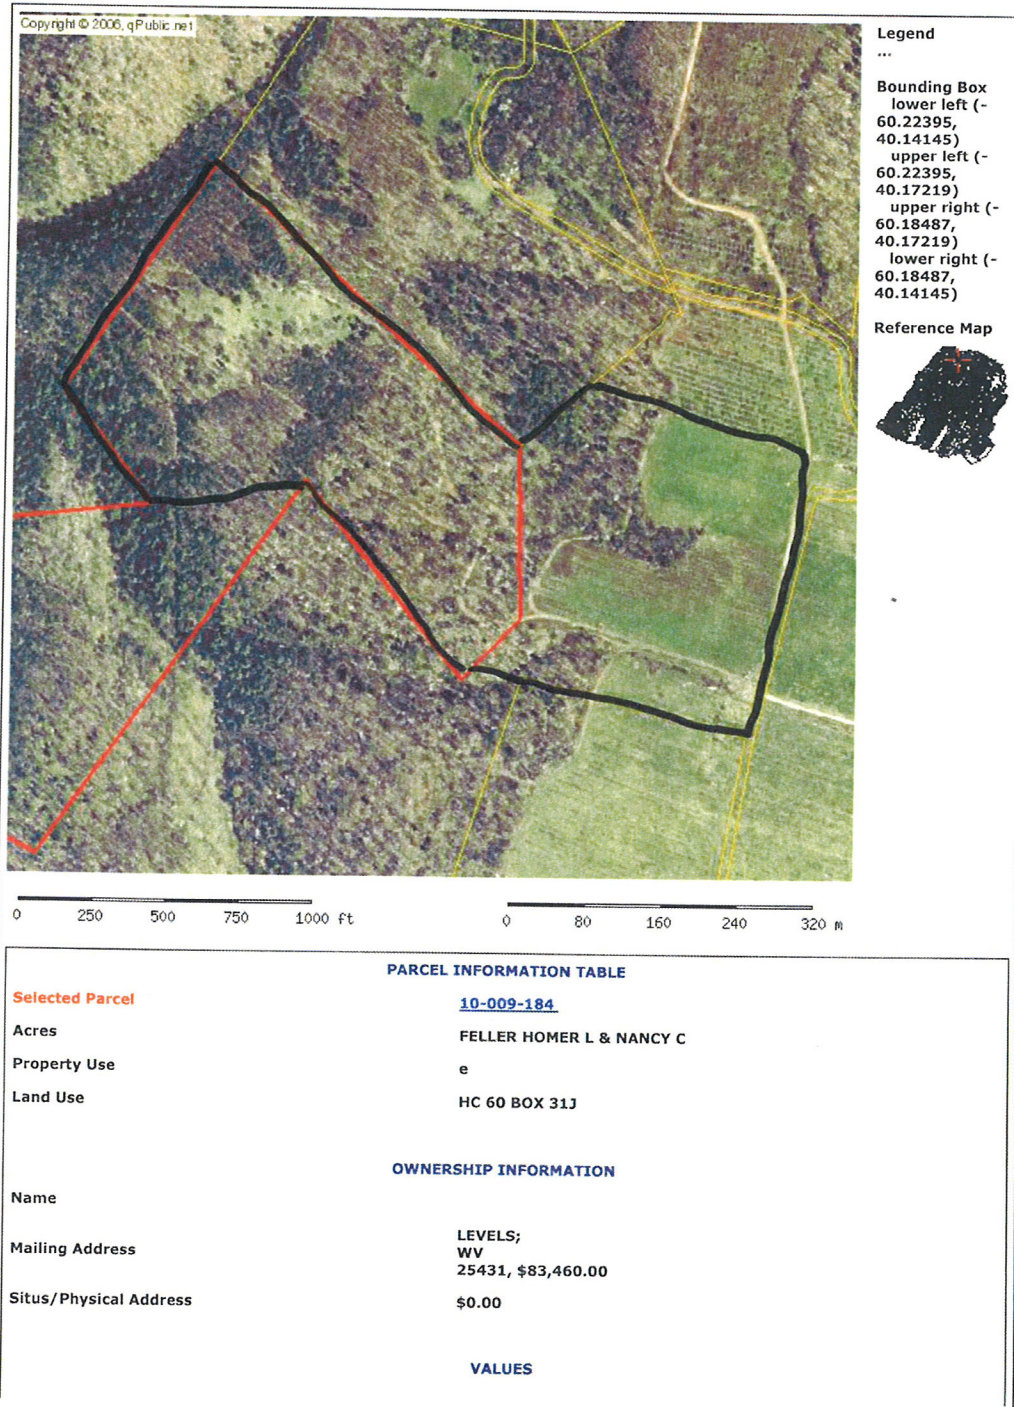 Copyright © 2006, qPublic.net
Legend
...
Bounding Box
lower left (-
60.22395,
40.14145)
upper left (-
60.22395,
40.17219)
upper right (-
60.18487,
40.17219)
lower right (-
60.18487,
40.14145)
Reference Map
0 250 500 750 1000 ft
0 80 160 240 320 m
PARCEL INFORMATION TABLE
Selected Parcel 10-009-184
Acres FELLER HOMER L & NANCY C
Property Use e
Land Use HC 60 BOX 31J
OWNERSHIP INFORMATION
Name
LEVELS;
Mailing Address WV
25431, $83,460.00
Situs/Physical Address $0.00
VALUES